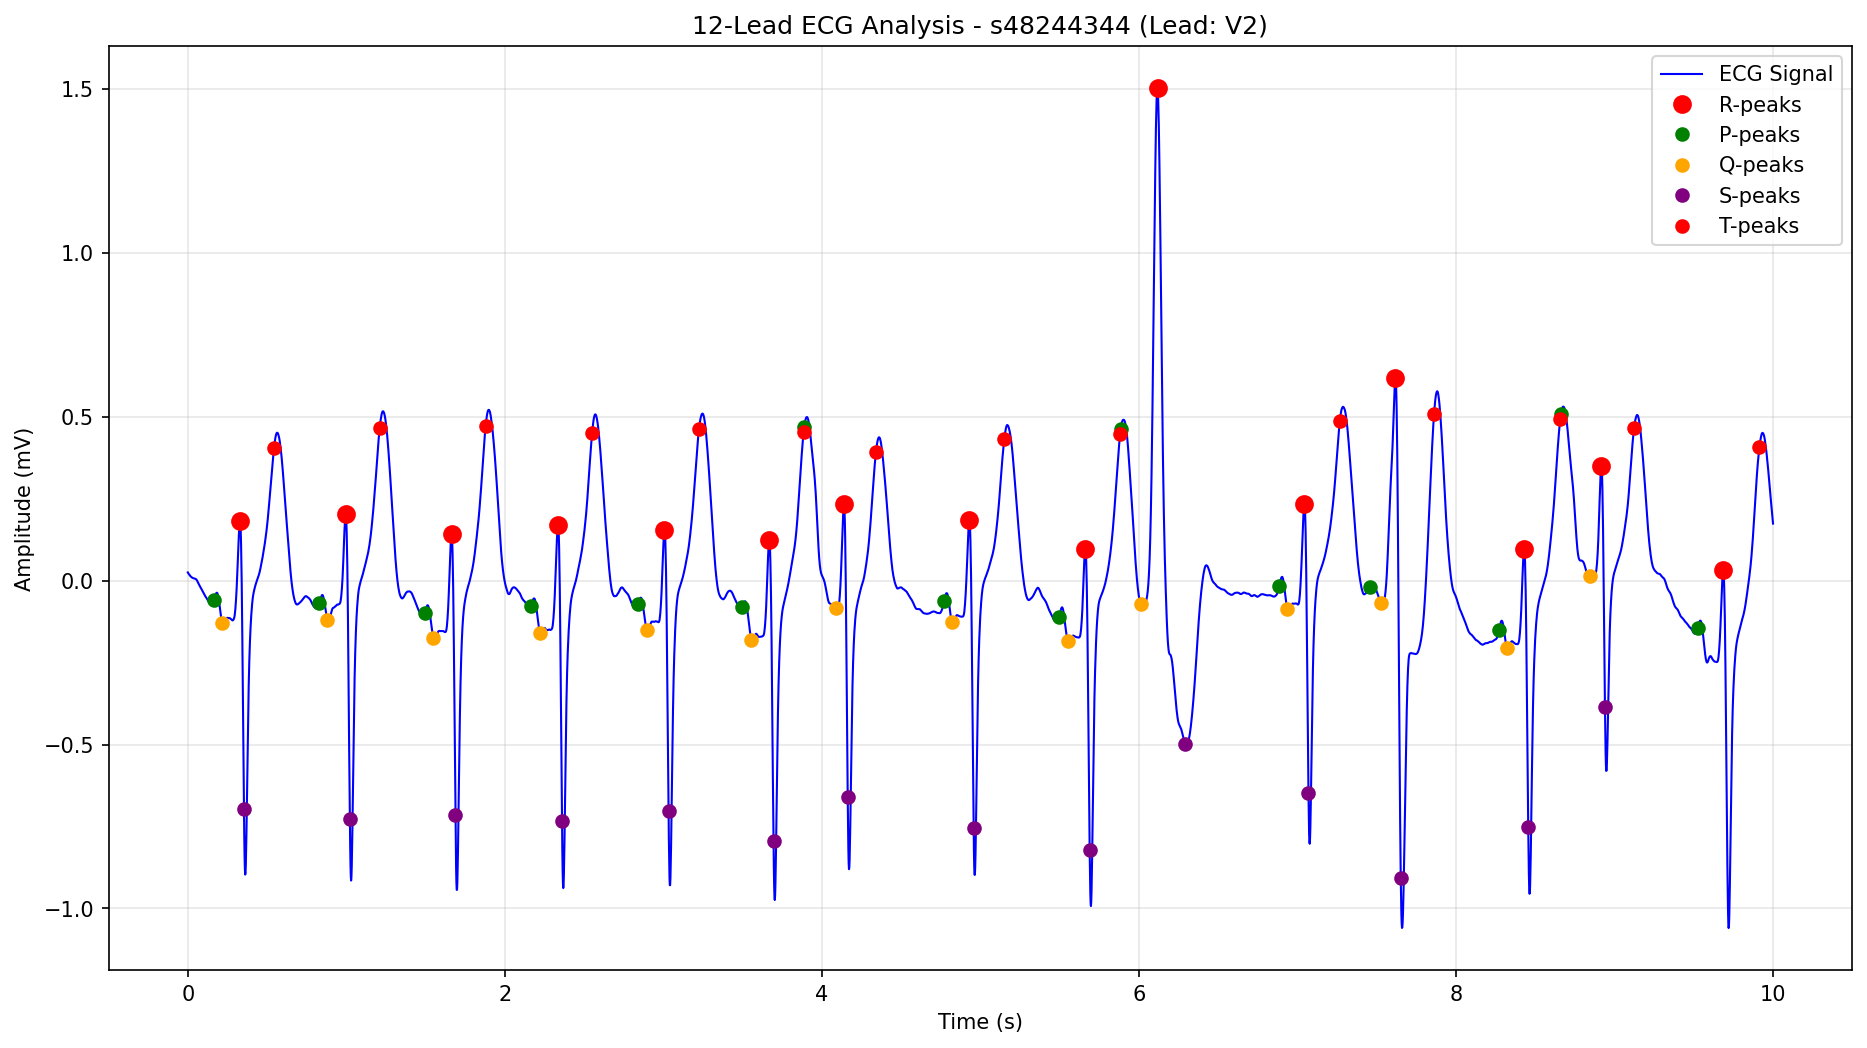 12-Lead ECG Analysis - s48244344 (Lead: V2)
ECG Signal
R-peaks
P-peaks
Q-peaks
S-peaks
T-peaks
Amplitude (mV)
1.5
1.0
0.5
0.0
−0.5
−1.0
0 2 4 6 8 10
Time (s)